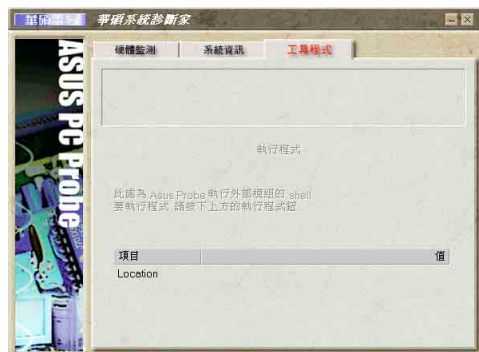 華碩電腦
華碩系統診斷家
硬體監測
系統資訊
工具程式
ASUS PC Probe
執行程式
此處為 Asus Probe 執行外部模組的 shell
要執行程式 請按下上方的執行程式鈕
項目
值
Location